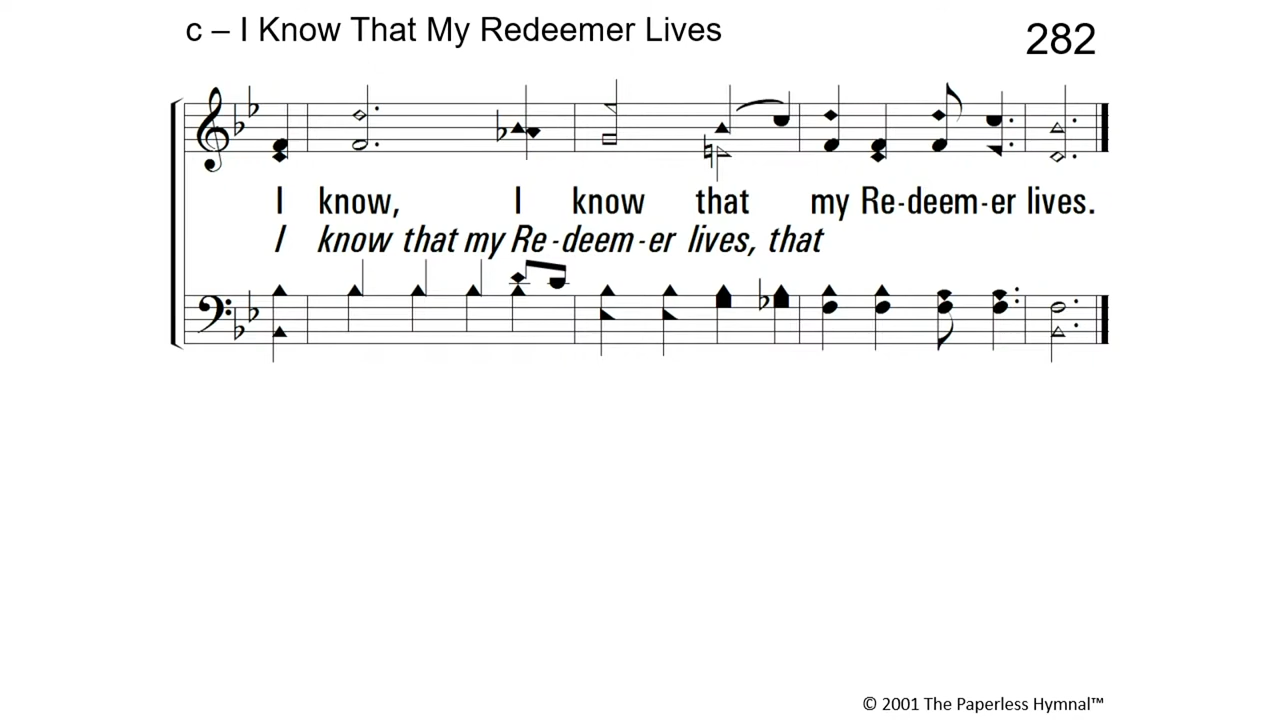 c – I Know That My Redeemer Lives
282
I know, I know that my Re-deem-er lives.
I know that my Re-deem-er lives, that
© 2001 The Paperless Hymnal™